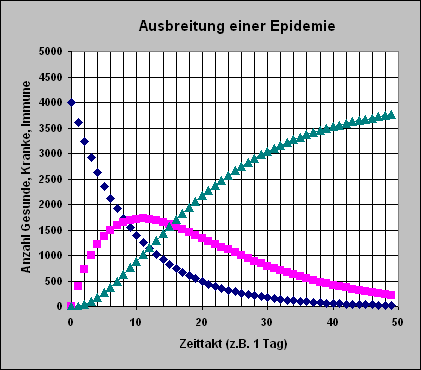 Ausbreitung einer Epidemie
Anzahl Gesunde, Kranke, Immune
5000
4500
4000
3500
3000
2500
2000
1500
1000
500
0
0 10 20 30 40 50
Zeittakt (z.B. 1 Tag)